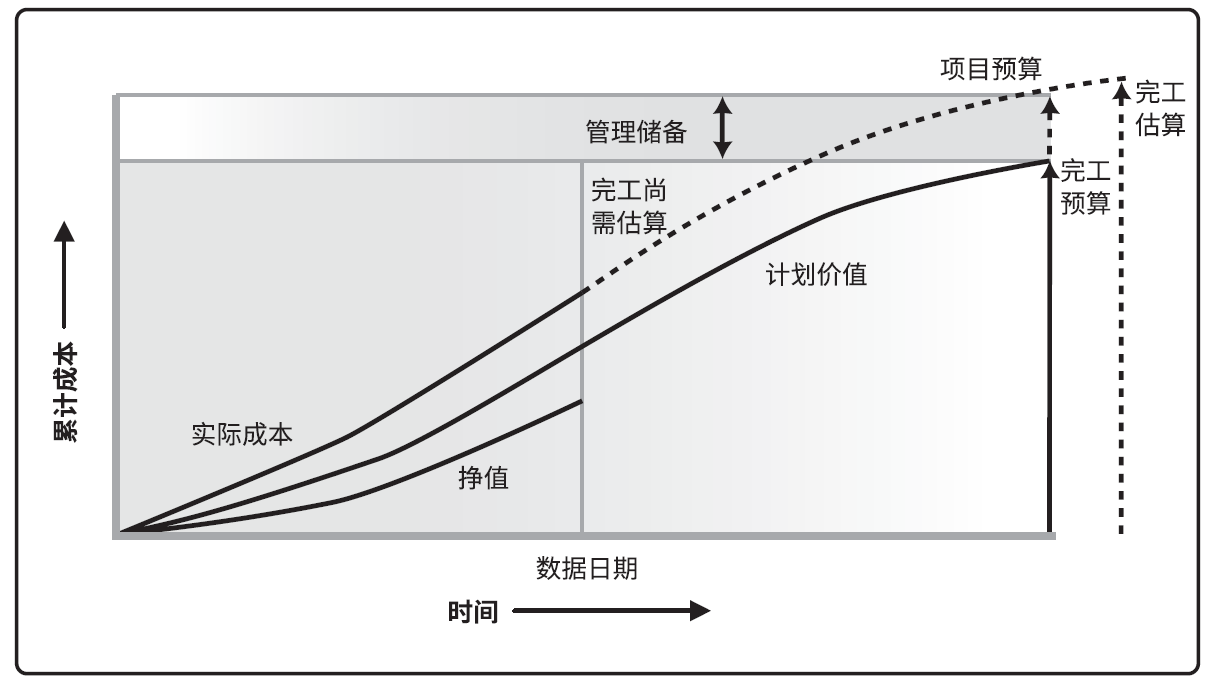 项目预算
完工
估算
管理储备
完工
预算
完工尚
需估算
计划价值
累计成本
实际成本
挣值
数据日期
时间